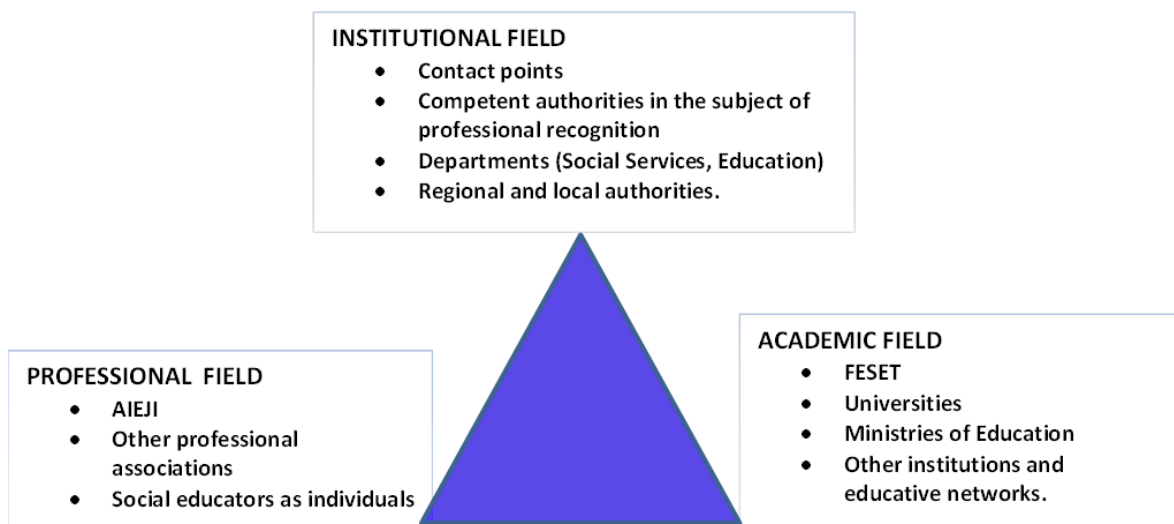 INSTITUTIONAL FIELD
• Contact points
• Competent authorities in the subject of
professional recognition
• Departments (Social Services, Education)
• Regional and local authorities.
PROFESSIONAL FIELD
• AIEJI
• Other professional
associations
• Social educators as individuals
ACADEMIC FIELD
• FESET
• Universities
• Ministries of Education
• Other institutions and
educative networks.